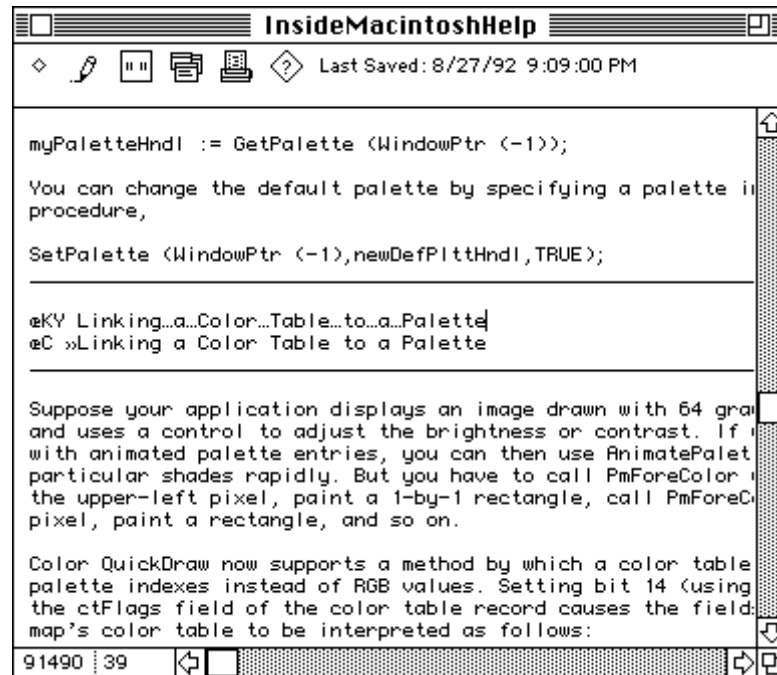 InsideMacintoshHelp
Last Saved: 8/27/92 9:09:00 PM
myPaletteHndl := GetPalette (WindowPtr (-1));
You can change the default palette by specifying a palette
procedure,
SetPalette (WindowPtr (-1),newDefPlttHndl,TRUE);
œKY Linking…a…Color…Table…to…a…Palette
œC »Linking a Color Table to a Palette
Suppose your application displays an image drawn with 64
and uses a control to adjust the brightness or contrast. If
with animated palette entries, you can then use AnimatePalet
particular shades rapidly. But you have to call PmForeColor
the upper-left pixel, paint a 1-by-1 rectangle, call PmForeC
pixel, paint a rectangle, and so on.
Color QuickDraw now supports a method by which a color table
palette indexes instead of RGB values. Setting bit 14 (using
the ctFlags field of the color table record causes the field
map's color table to be interpreted as follows:
91490 39